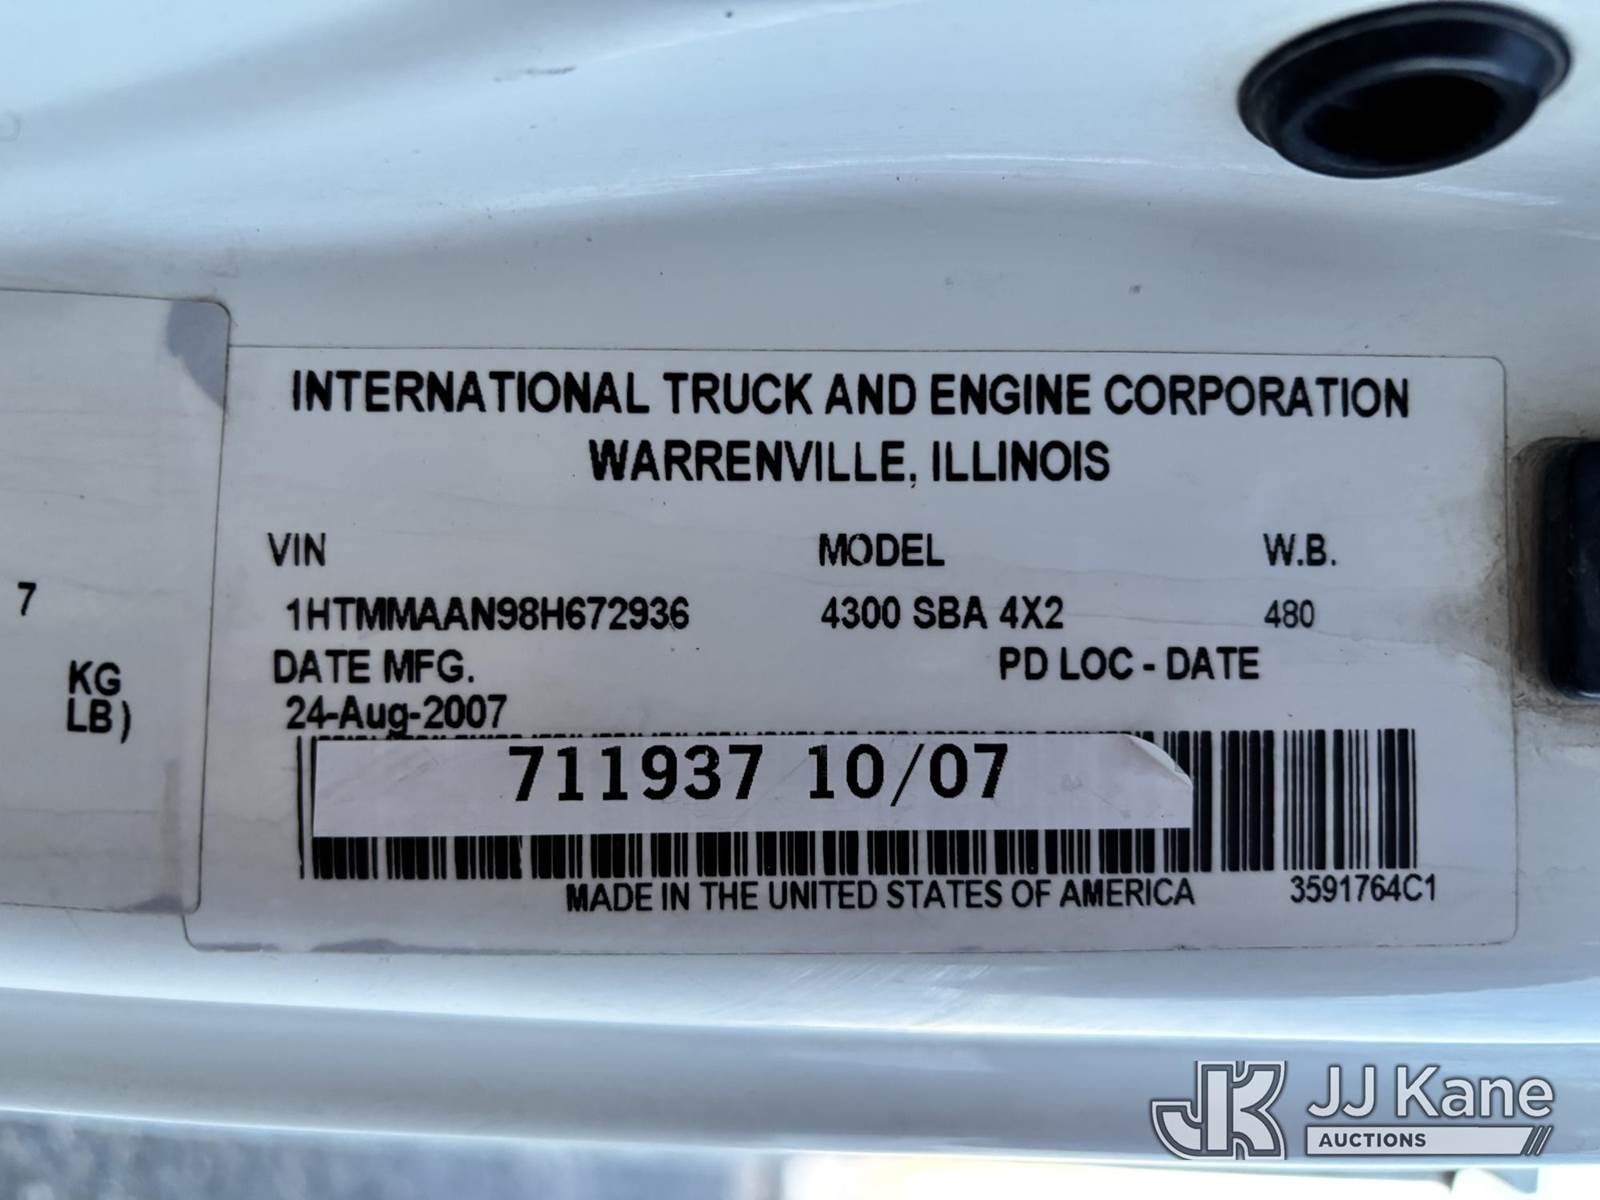 INTERNATIONAL TRUCK AND ENGINE CORPORATION
WARRENVILLE, ILLINOIS
VIN MODEL W.B.
1HTMMAAN98H672936 4300 SBA 4X2 480
DATE MFG. PD LOC - DATE
24-Aug-2007
711937 10/07
MADE IN THE UNITED STATES OF AMERICA 3591764C1
7
KG
LB)
JK JJ Kane
AUCTIONS